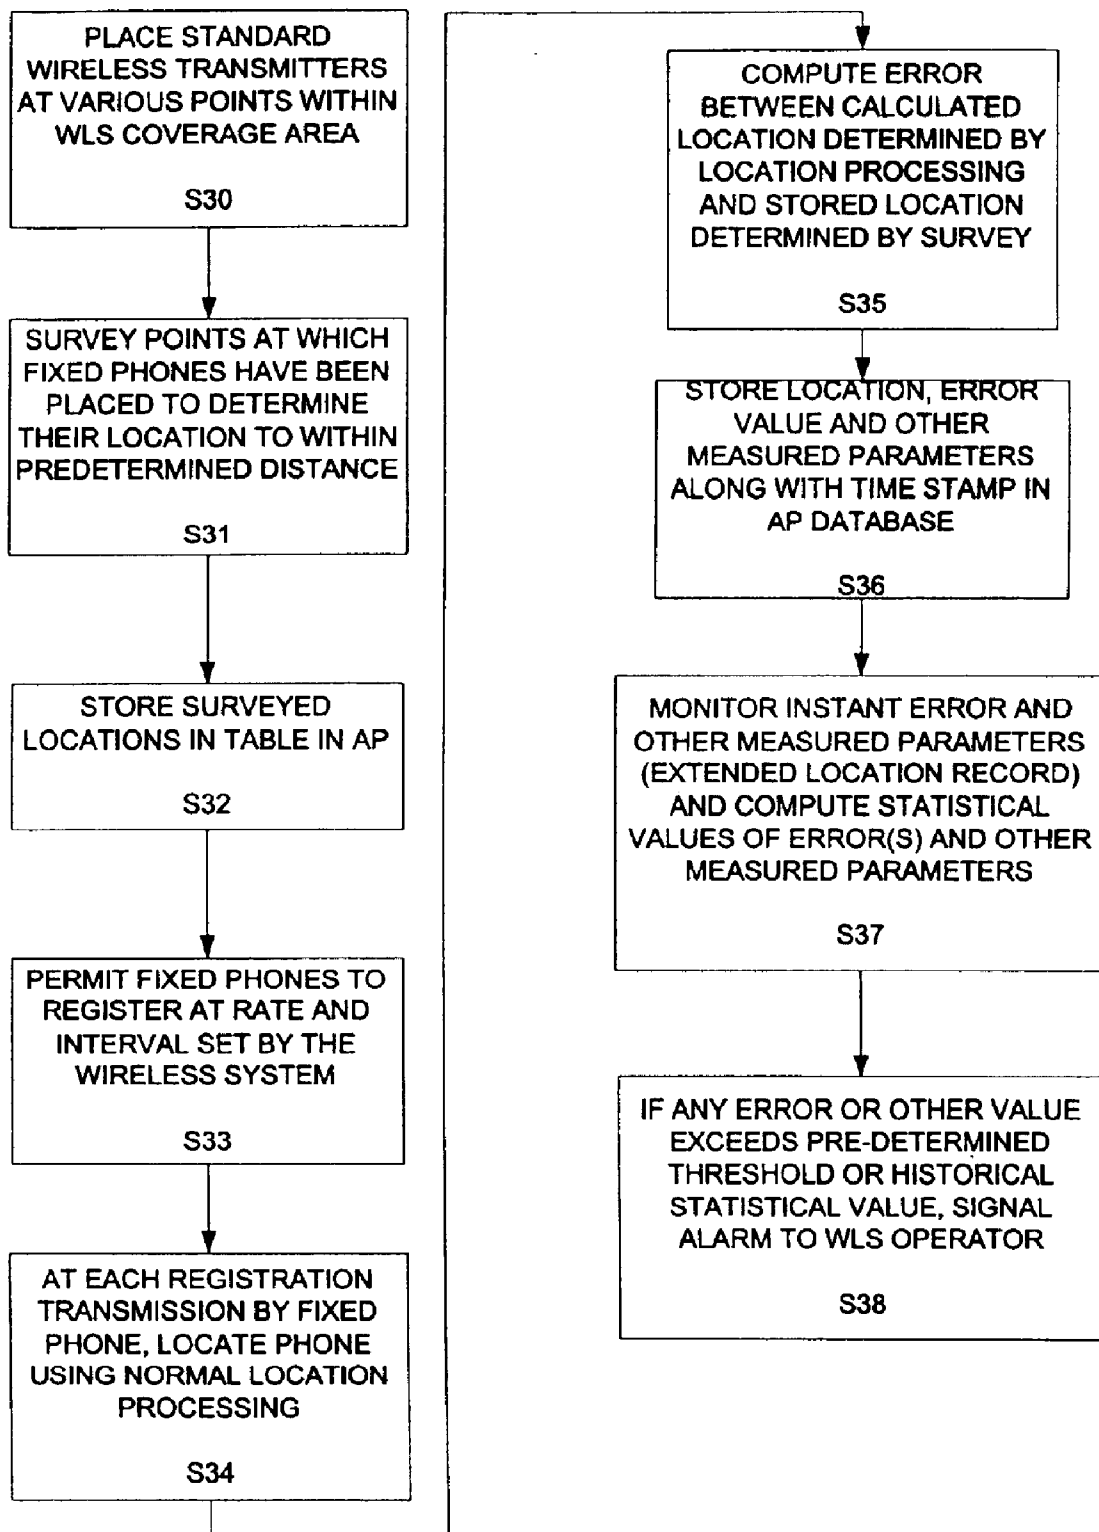 PLACE STANDARD
WIRELESS TRANSMITTERS
AT VARIOUS POINTS WITHIN
WLS COVERAGE AREA
S30
SURVEY POINTS AT WHICH
FIXED PHONES HAVE BEEN
PLACED TO DETERMINE
THEIR LOCATION TO WITHIN
PREDETERMINED DISTANCE
S31
STORE SURVEYED
LOCATIONS IN TABLE IN AP
S32
PERMIT FIXED PHONES TO
REGISTER AT RATE AND
INTERVAL SET BY THE
WIRELESS SYSTEM
S33
AT EACH REGISTRATION
TRANSMISSION BY FIXED
PHONE, LOCATE PHONE
USING NORMAL LOCATION
PROCESSING
S34
COMPUTE ERROR
BETWEEN CALCULATED
LOCATION DETERMINED BY
LOCATION PROCESSING
AND STORED LOCATION
DETERMINED BY SURVEY
S35
STORE LOCATION, ERROR
VALUE AND OTHER
MEASURED PARAMETERS
ALONG WITH TIME STAMP IN
AP DATABASE
S36
MONITOR INSTANT ERROR AND
OTHER MEASURED PARAMETERS
(EXTENDED LOCATION RECORD)
AND COMPUTE STATISTICAL
VALUES OF ERROR(S) AND OTHER
MEASURED PARAMETERS
S37
IF ANY ERROR OR OTHER VALUE
EXCEEDS PRE-DETERMINED
THRESHOLD OR HISTORICAL
STATISTICAL VALUE, SIGNAL
ALARM TO WLS OPERATOR
S38